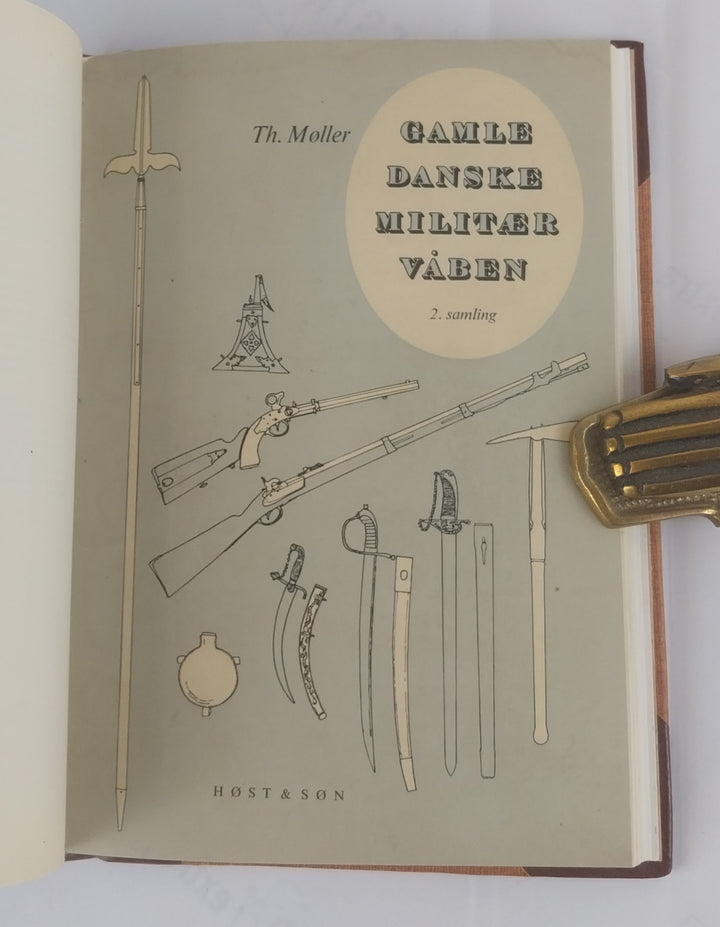 Th. Møller
GAMLE
DANSKE
MILITÆR
VÅBEN
2. samling
HØST & SØN